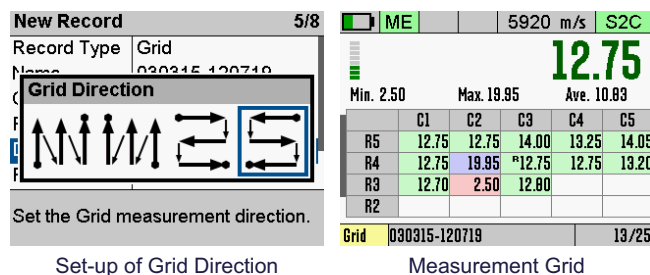 New Record 5/8
Record Type Grid
Name 030315-120719
Grid Direction
Set the Grid measurement direction.
Set-up of Grid Direction
ME 5920 m/s S2C
12.75
Min. 2.50 Max. 19.95 Ave. 10.83
C1 C2 C3 C4 C5
R5 12.75 12.75 14.00 13.25 14.05
R4 12.75 19.95 R12.75 12.75 13.20
R3 12.70 2.50 12.80
R2
Grid 030315-120719 13/25
Measurement Grid